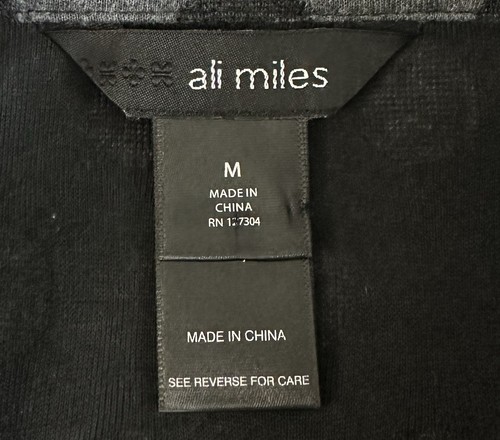 ali miles
M
MADE IN
CHINA
RN 127304
MADE IN CHINA
SEE REVERSE FOR CARE